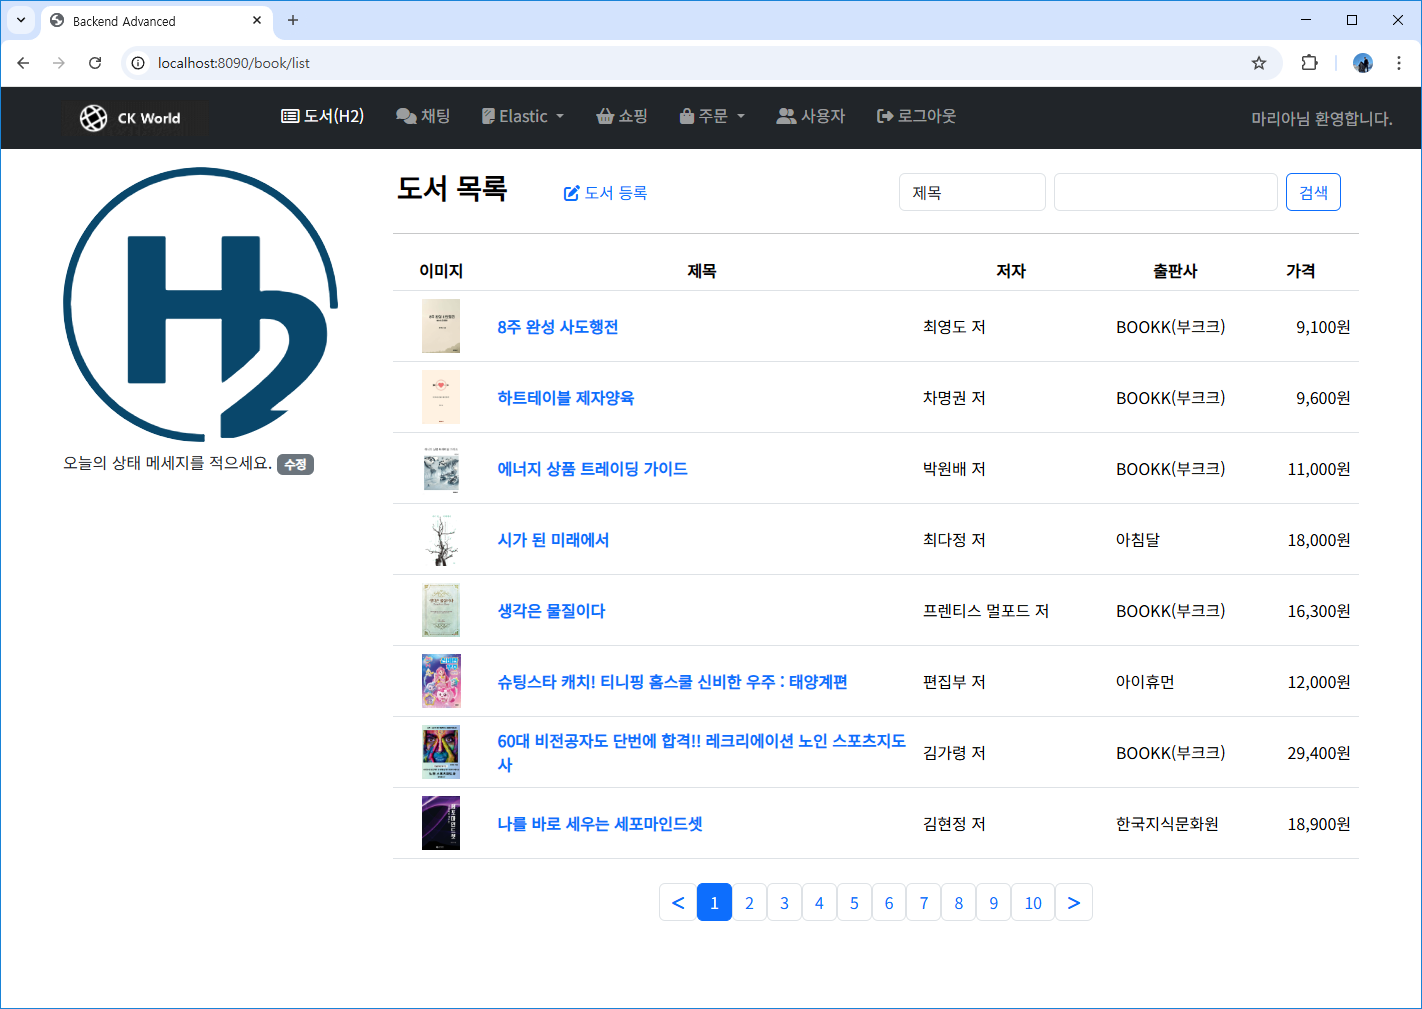 Backend Advanced
localhost:8090/book/list
CK World
도서(H2)
채팅
Elastic
쇼핑
주문
사용자
로그아웃
마리아님 환영합니다.
H2
오늘의 상태 메세지를 적으세요. 수정
도서 목록
도서 등록
제목
검색
이미지 제목 저자 출판사 가격
8주 완성 사도행전 최영도 저 BOOKK(부크크) 9,100원
하트테이블 제자양육 차명권 저 BOOKK(부크크) 9,600원
에너지 상품 트레이딩 가이드 박원배 저 BOOKK(부크크) 11,000원
시가 된 미래에서 최다정 저 아침달 18,000원
생각은 물질이다 프렌티스 멀포드 저 BOOKK(부크크) 16,300원
슈팅스타 캐치! 티니핑 홈스쿨 신비한 우주 : 태양계편 편집부 저 아이휴먼 12,000원
60대 비전공자도 단번에 합격!! 레크리에이션 노인 스포츠지도
사 김가령 저 BOOKK(부크크) 29,400원
나를 바로 세우는 세포마인드셋 김현정 저 한국지식문화원 18,900원
< 1 2 3 4 5 6 7 8 9 10 >